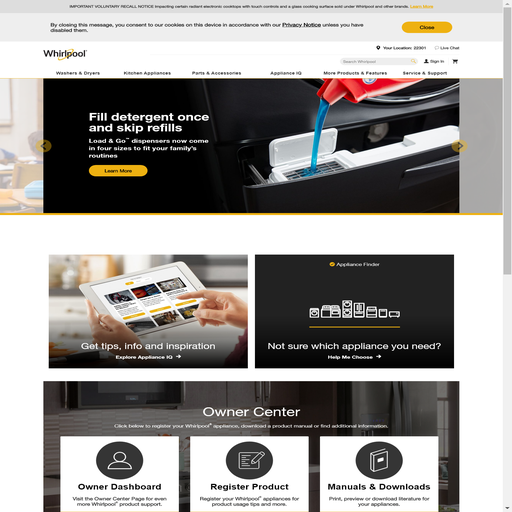 IMPORTANT VOLUNTARY RECALL NOTICE impacting certain radiant electronic cooktops with touch controls and a glass cooking surface sold under Whirlpool and other brands. Learn More
By closing this message, you consent to our cookies on this device in accordance with our Privacy Notice unless you have
disabled them.
Close
Your Location: 22301
Live Chat
Whirlpool
Search Whirlpool
Sign In
Washers & Dryers
Kitchen Appliances
Parts & Accessories
Appliance IQ
More Products & Features
Service & Support
Fill detergent once
and skip refills
Load & Go™ dispensers now come
in four sizes to fit your family's
routines
Learn More
Get tips, info and inspiration
Explore Appliance IQ →
Appliance Finder
Not sure which appliance you need?
Help Me Choose →
Owner Center
Click below to register your Whirlpool® appliance, download a product manual or find additional information.
Owner Dashboard
Visit the Owner Center Page for even
more Whirlpool® product support.
Register Product
Register your Whirlpool® appliances for
product usage tips and more.
Manuals & Downloads
Print, preview or download literature for
your appliances.